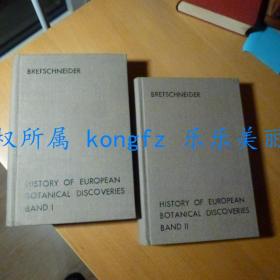 BRETSCHNEIDER
HISTORY OF EUROPEAN
BOTANICAL DISCOVERIES
BAND I
BRETSCHNEIDER
HISTORY OF EUROPEAN
BOTANICAL DISCOVERIES
BAND II
权所属 kongfz 乐乐美丽